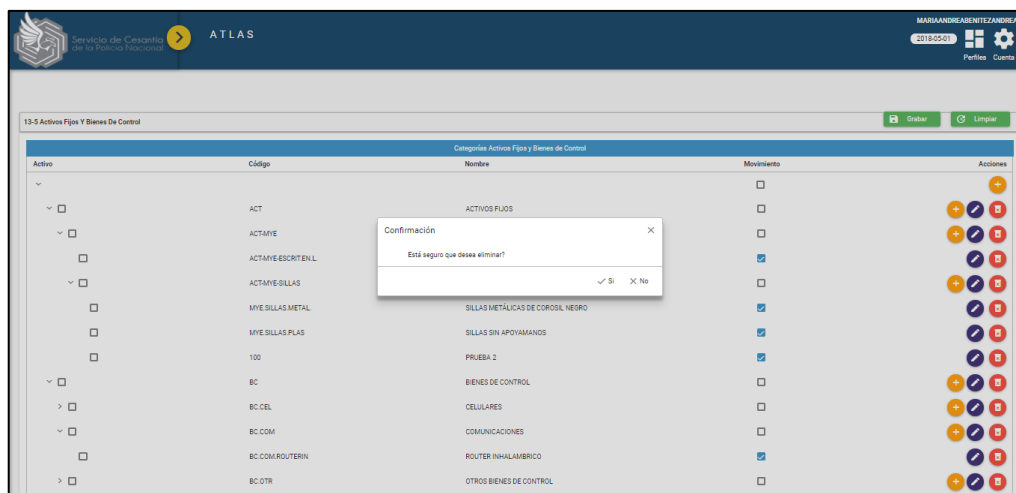 MARIAANDREABENITEZANDREA
Servicio de Cesantía
de la Policía Nacional
ATLAS
2018-05-01
Perfiles Cuenta
13-5 Activos Fijos Y Bienes De Control
Grabar Limpiar
Categorías Activos Fijos y Bienes de Control
Activo Código Nombre Movimiento Acciones
ACT ACTIVOS FIJOS
ACT-MYE
Confirmación
ACT-MYE-ESCRIT.EN.L.
Está seguro que desea eliminar?
ACT-MYE-SILLAS
Si No
MYE.SILLAS.METAL. SILLAS METÁLICAS DE COROSIL NEGRO
MYE.SILLAS.PLAS SILLAS SIN APOYAMANOS
100 PRUEBA 2
BC BIENES DE CONTROL
BC.CEL CELULARES
BC.COM COMUNICACIONES
BC.COM.ROUTERIN ROUTER INHALAMBRICO
BC.OTR OTROS BIENES DE CONTROL